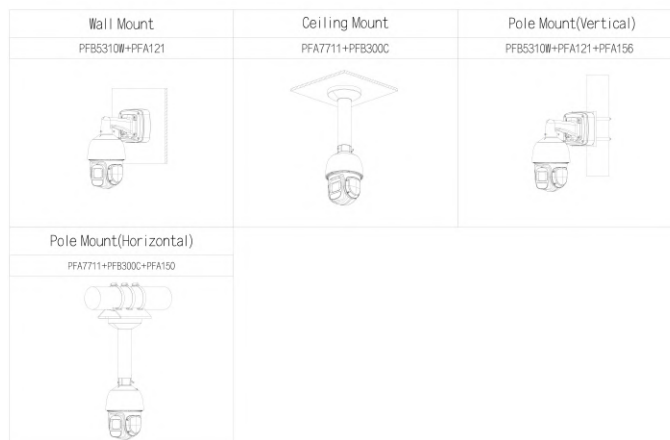 Wall Mount
PFB5310W+PFA121
Ceiling Mount
PFA7711+PFB300C
Pole Mount(Vertical)
PFB5310W+PFA121+PFA156
Pole Mount(Horizontal)
PFA7711+PFB300C+PFA150